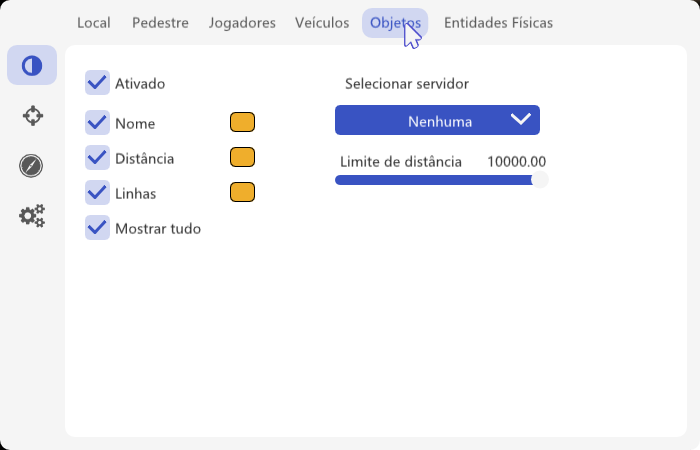 Local Pedestre Jogadores Veículos Objetos Entidades Físicas
Ativado
Nome
Distância
Linhas
Mostrar tudo
Selecionar servidor
Nenhuma
Limite de distância 10000.00